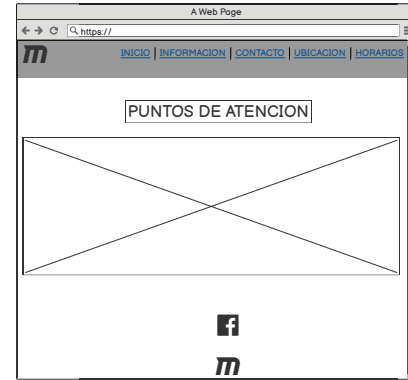 A Web Page
https://
m
INICIO | INFORMACION | CONTACTO | UBICACION | HORARIOS
PUNTOS DE ATENCION
f
m